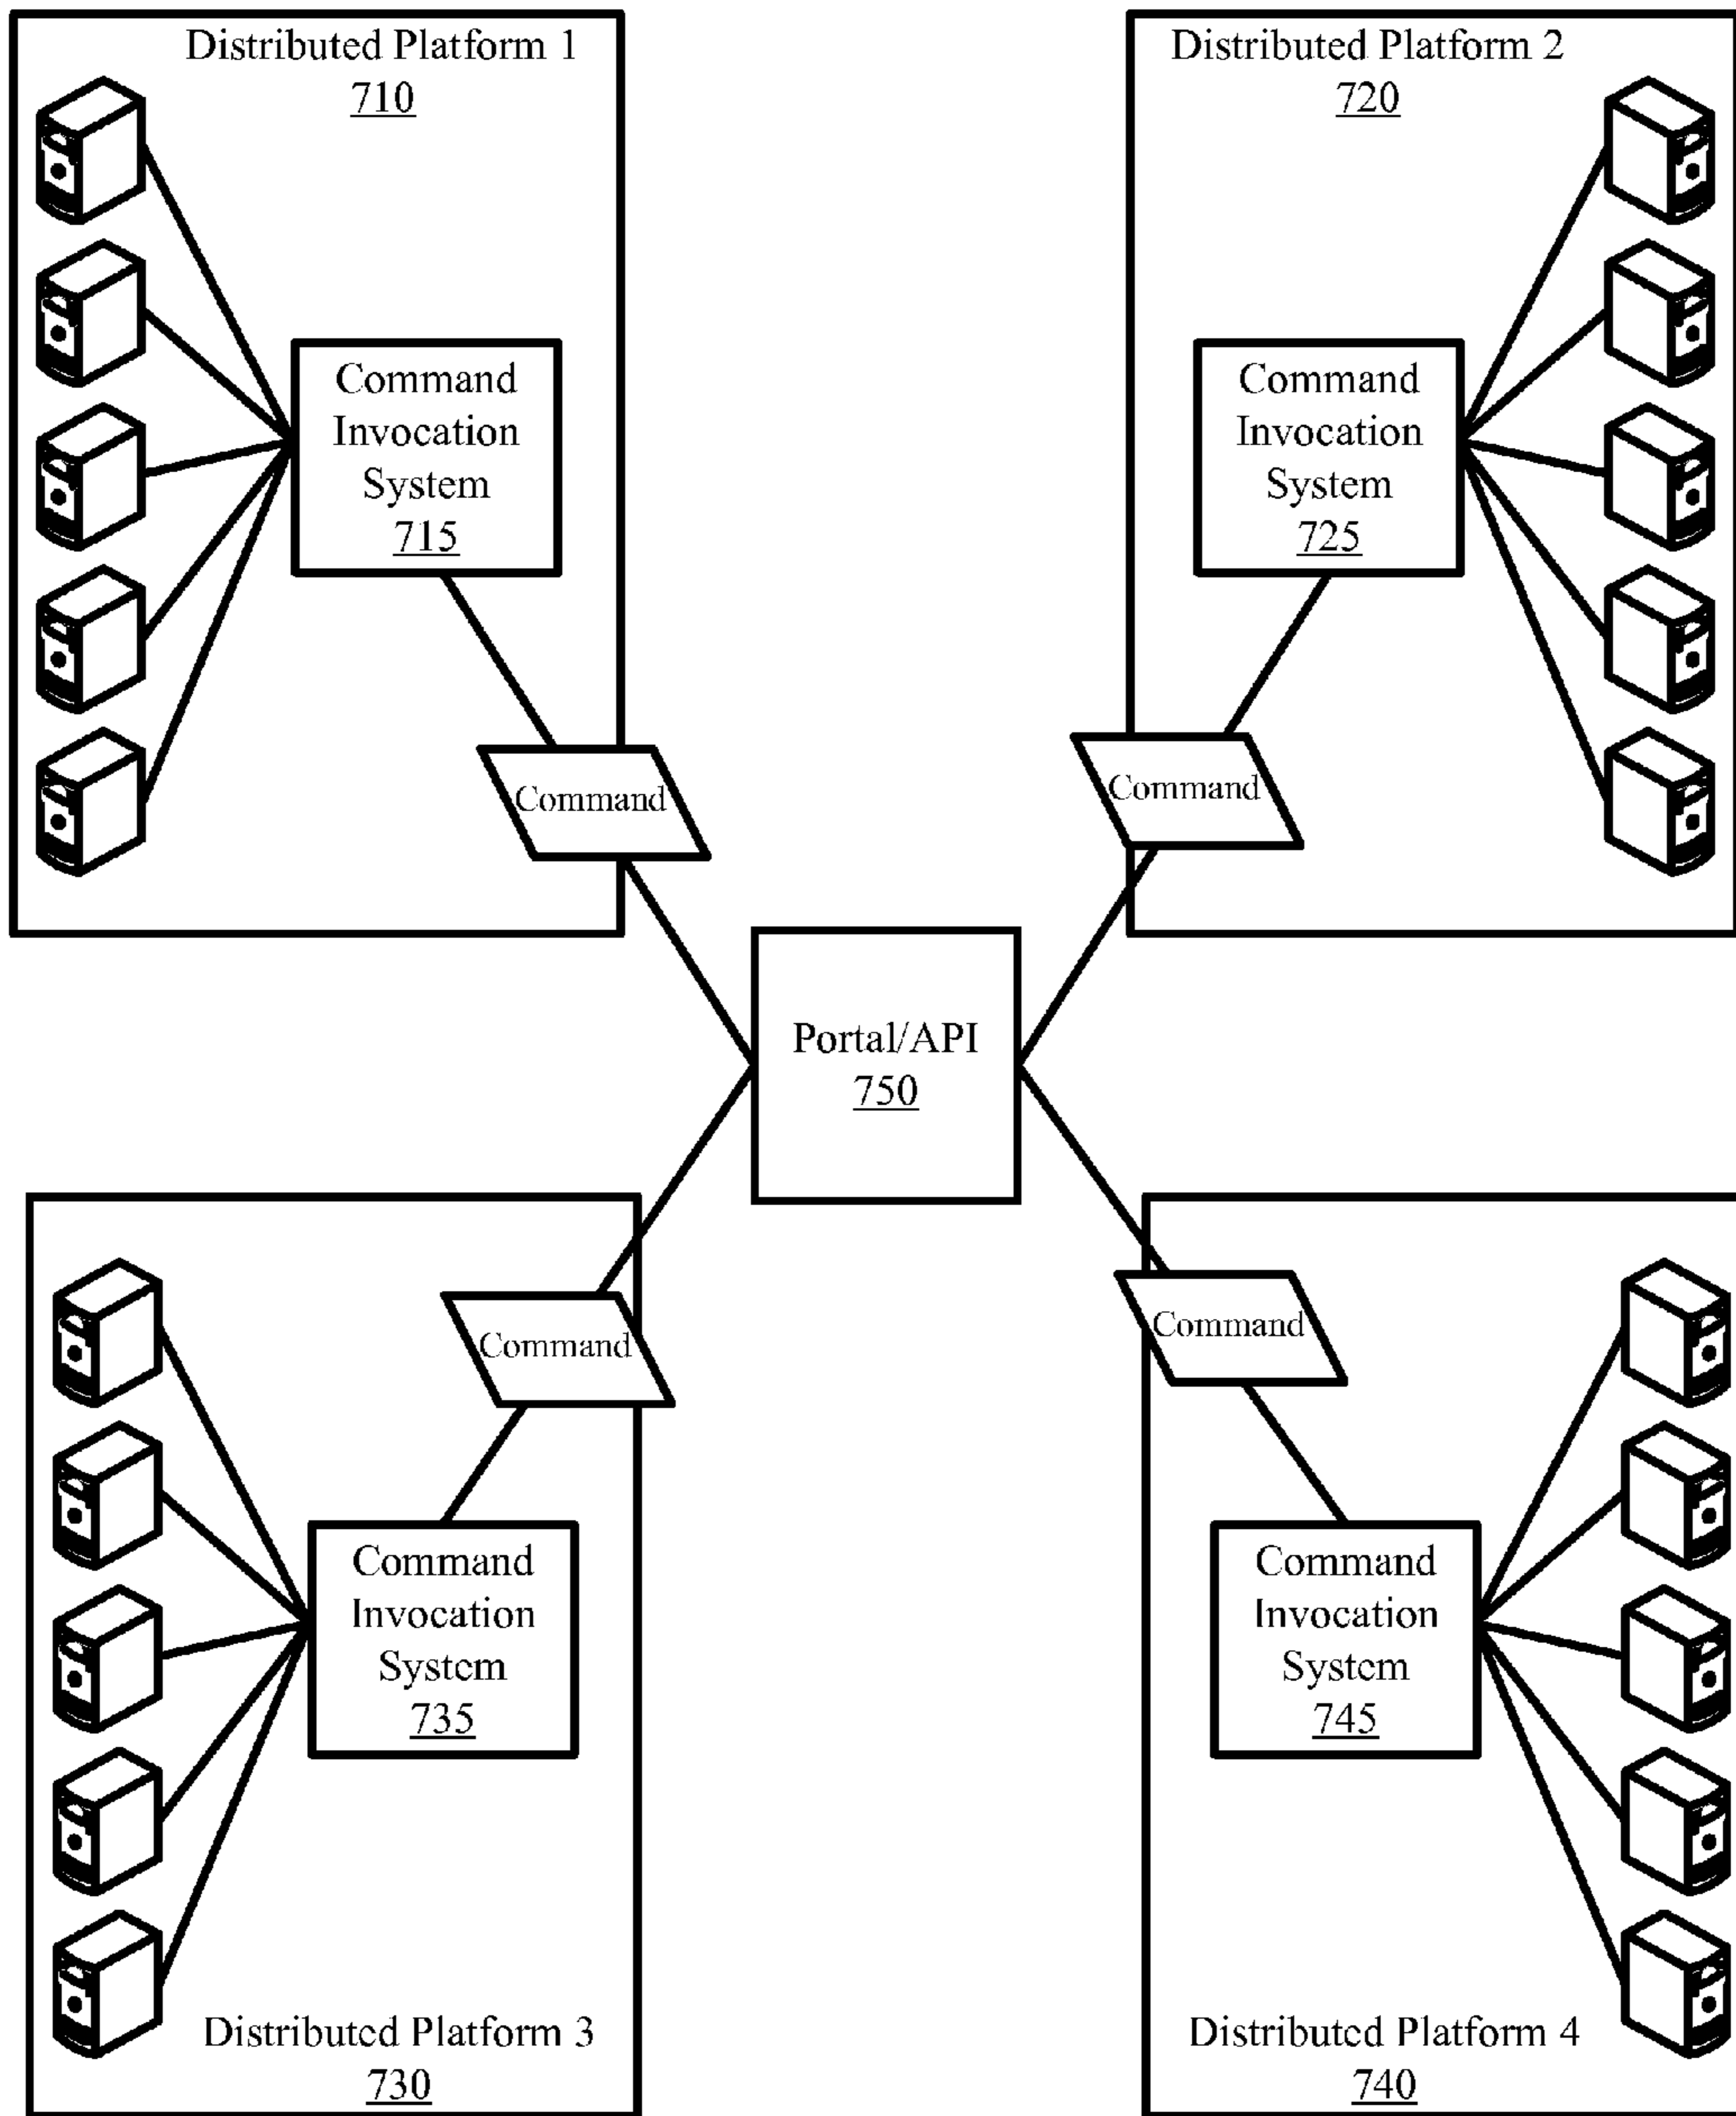 Distributed Platform 1
710
Distributed Platform 2
720
Command
Invocation
System
715
Command
Invocation
System
725
Command
Command
Portal/API
750
Command
Command
Command
Invocation
System
735
Command
Invocation
System
745
Distributed Platform 3
730
Distributed Platform 4
740